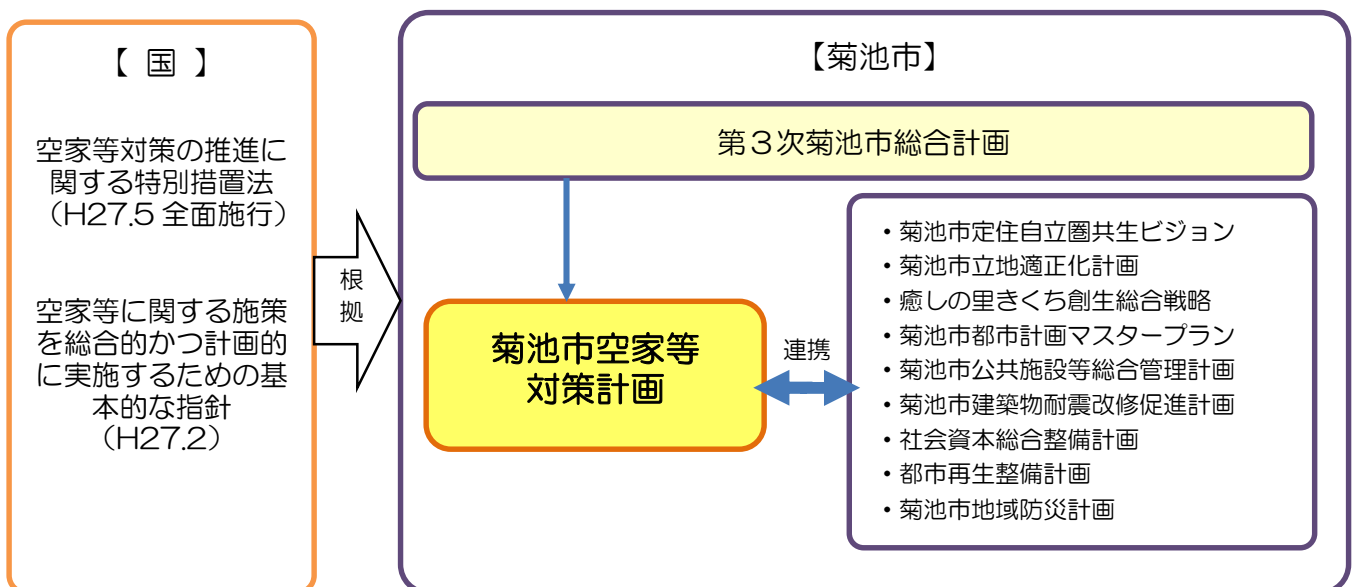 【 国 】
空家等対策の推進に
関する特別措置法
（H27.5 全面施行）
空家等に関する施策
を総合的かつ計画的
に実施するための基
本的な指針
（H27.2）
根
拠
【菊池市】
第３次菊池市総合計画
菊池市空家等
対策計画
連携
・菊池市定住自立圏共生ビジョン
・菊池市立地適正化計画
・癒しの里きくち創生総合戦略
・菊池市都市計画マスタープラン
・菊池市公共施設等総合管理計画
・菊池市建築物耐震改修促進計画
・社会資本総合整備計画
・都市再生整備計画
・菊池市地域防災計画